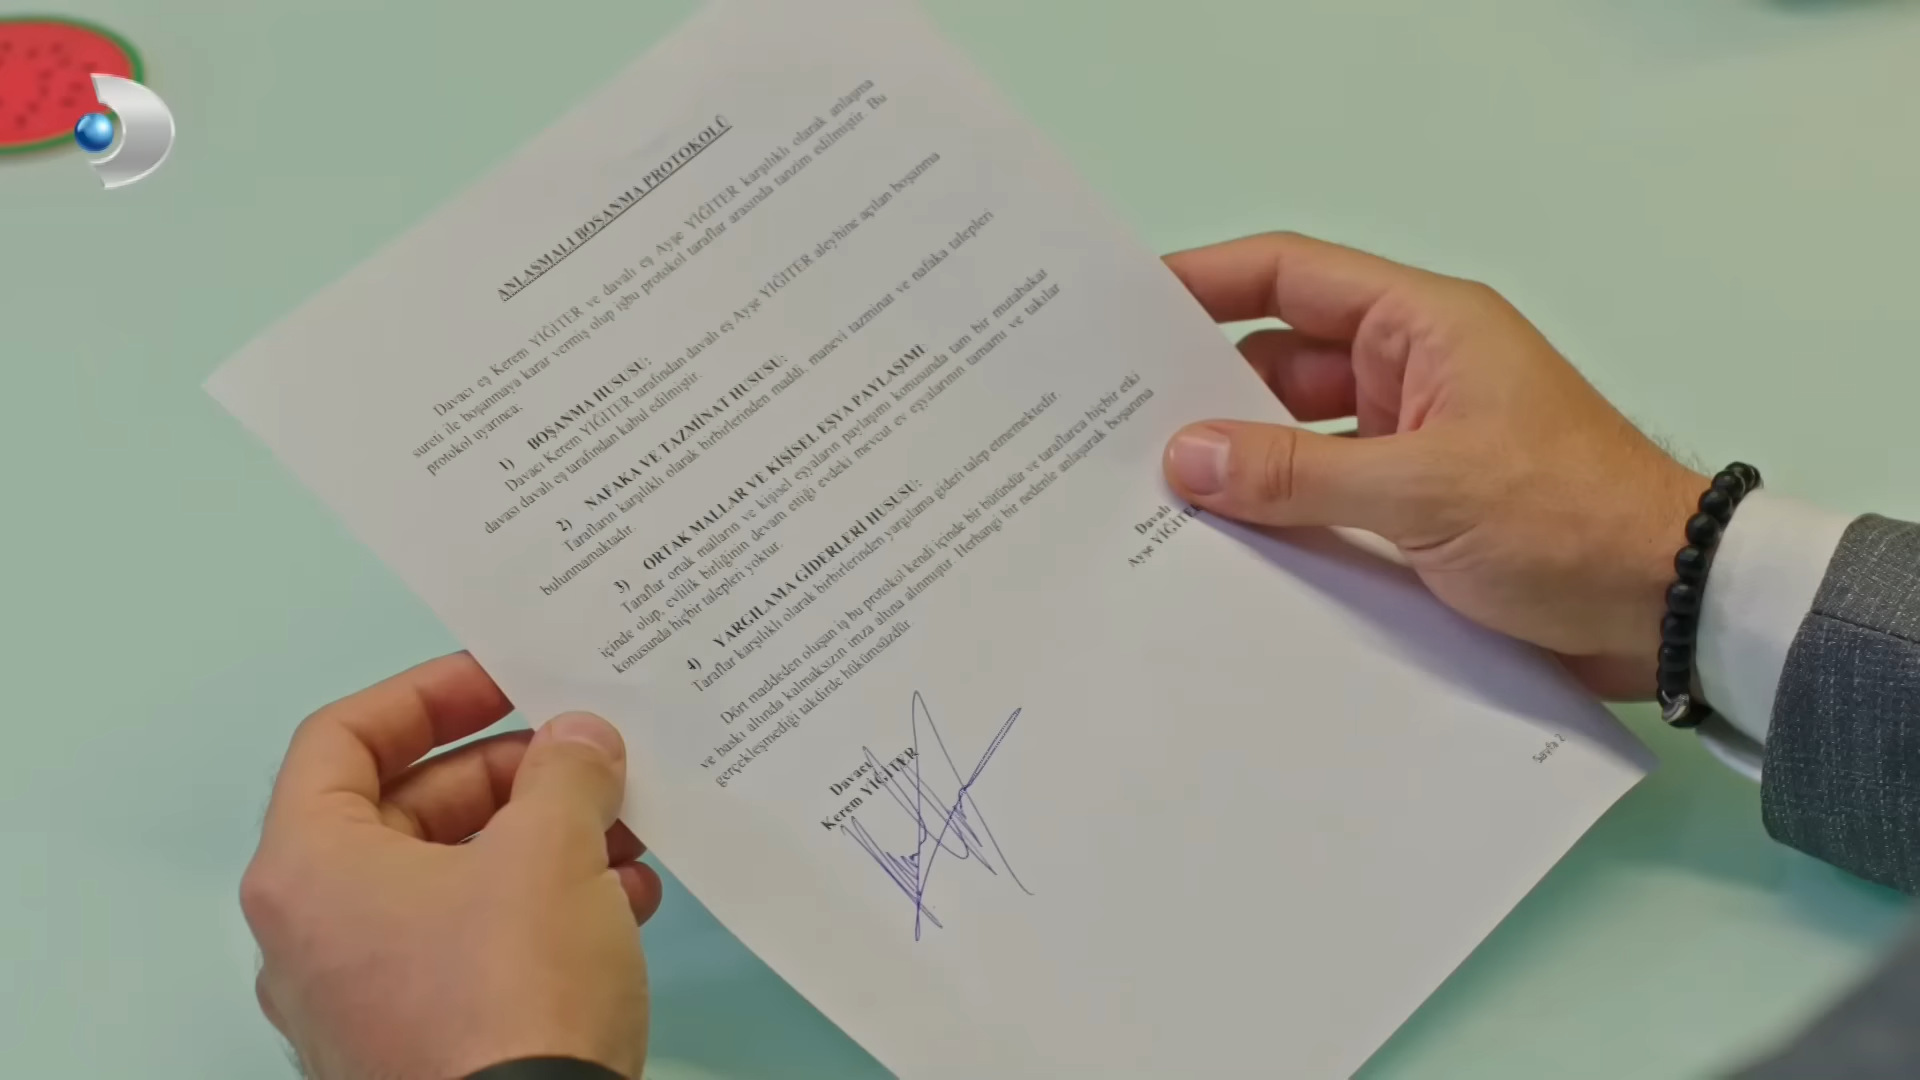 ANLAŞMALI BOŞANMA PROTOKOLÜ
Davacı eş Kerem YİĞİTER ve davalı eş Ayşe YİĞİTER karşılıklı olarak anlaşma
sureti ile boşanmaya karar vermiş olup işbu protokol taraflar arasında tanzim edilmiştir. Bu
protokol uyarınca;
1) BOŞANMA HUSUSU:
Davacı Kerem YİĞİTER tarafından davalı eş Ayşe YİĞİTER aleyhine açılan boşanma
davası davalı eş tarafından kabul edilmiştir.
2) NAFAKA VE TAZMİNAT HUSUSU:
Tarafların karşılıklı olarak birbirlerinden maddi, manevi tazminat ve nafaka talepleri
bulunmamaktadır.
3) ORTAK MALLAR VE KİŞİSEL EŞYA PAYLAŞIMI:
Taraflar ortak malların ve kişisel eşyaların paylaşımı konusunda tam bir mutabakat
içinde olup, evlilik birliğinin devam ettiği evdeki mevcut ev eşyalarının tamamı ve takılar
konusunda hiçbir talepleri yoktur.
4) YARGILAMA GİDERLERİ HUSUSU:
Taraflar karşılıklı olarak birbirlerinden yargılama gideri talep etmemektedir.
Dört maddeden oluşan iş bu protokol kendi içinde bir bütündür ve taraflarca hiçbir etki
ve baskı altında kalmaksızın imza altına alınmıştır. Herhangi bir nedenle anlaşarak boşanma
gerçekleşmediği takdirde hükümsüzdür.
Davacı
Kerem YİĞİTER
Davalı
Ayşe YİĞİTER
Sayfa 2